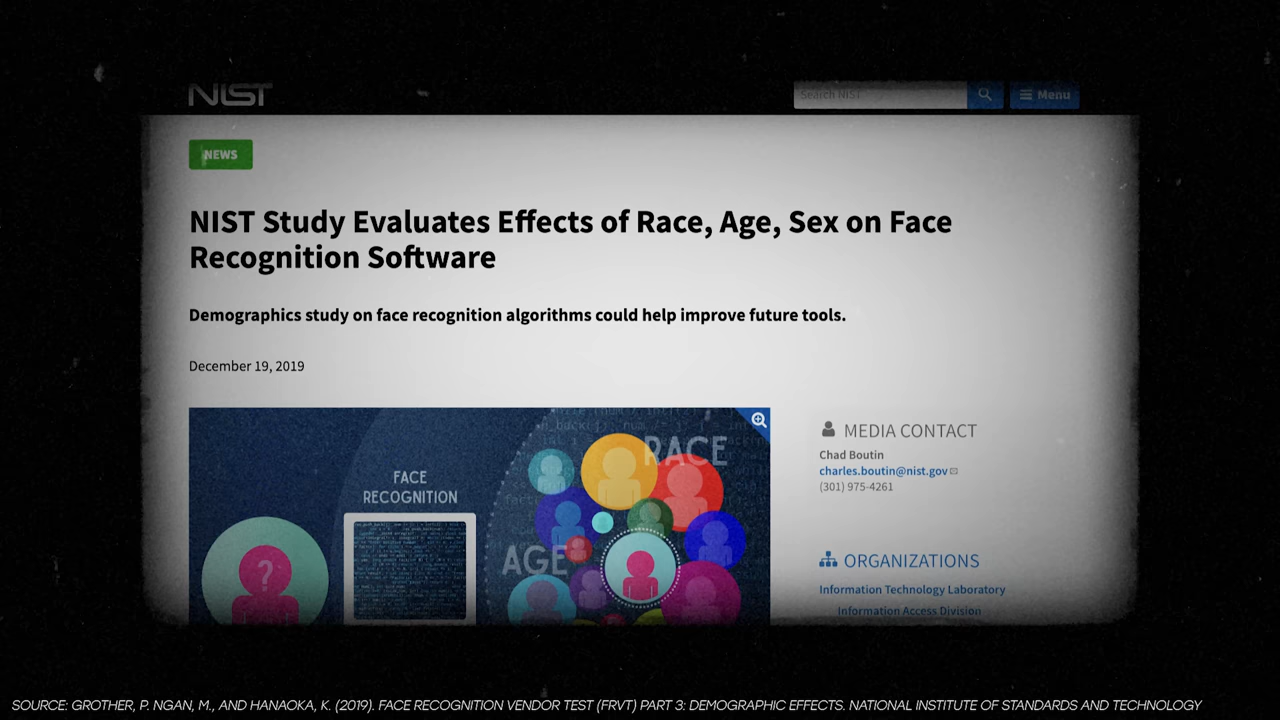 NIST
Search NIST
Menu
NEWS
NIST Study Evaluates Effects of Race, Age, Sex on Face
Recognition Software
Demographics study on face recognition algorithms could help improve future tools.
December 19, 2019
FACE
RECOGNITION
RACE
AGE
?
MEDIA CONTACT
Chad Boutin
charles.boutin@nist.gov
(301) 975-4261
ORGANIZATIONS
Information Technology Laboratory
Information Access Division
SOURCE: GROTHER, P. NGAN, M., AND HANAOKA, K. (2019). FACE RECOGNITION VENDOR TEST (FRVT) PART 3: DEMOGRAPHIC EFFECTS. NATIONAL INSTITUTE OF STANDARDS AND TECHNOLOGY